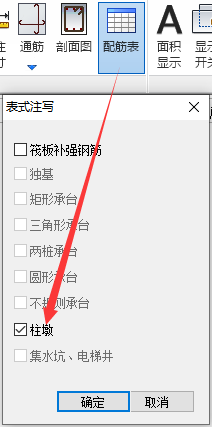 柱 通筋 剖面图 配筋表 面积 显示
寸 显示 开关
表式注写
筏板补强钢筋
独基
矩形承台
三角形承台
两桩承台
圆形承台
不规则承台
柱墩
集水坑、电梯井
确定 取消